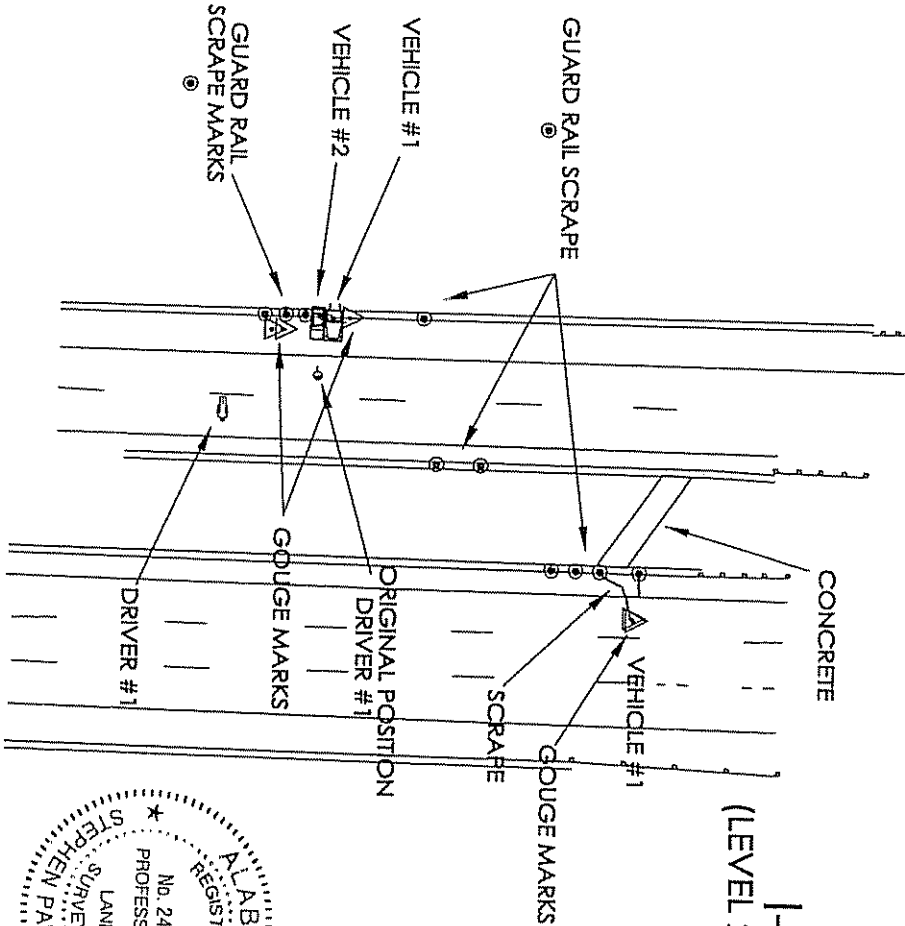 GUARD RAIL SCRAPE
VEHICLE #1
VEHICLE #2
GUARD RAIL
SCRAPE MARKS
CONCRETE
VEHICLE #1
GOUGE MARKS
SCRAPE
ORIGINAL POSITION
DRIVER #1
GOUGE MARKS
DRIVER #1
(LEVEL
ALAB
REGIST
No. 24
PROFESS
LAN
SURVE
STEPHEN PA